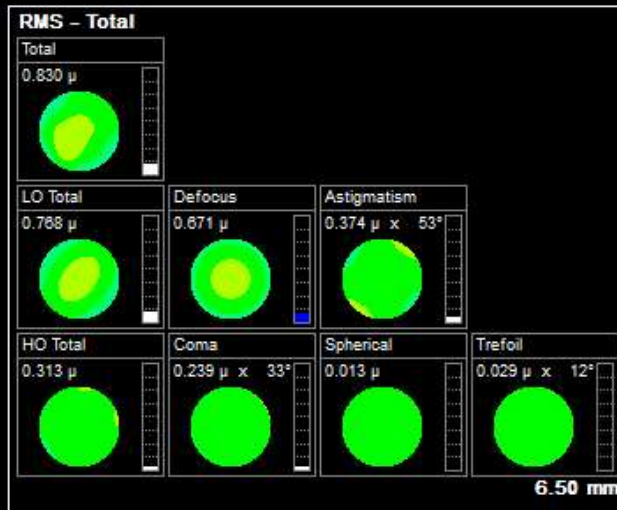 RMS – Total
Total
0.830 µ
LO Total
0.768 µ
Defocus
0.671 µ
Astigmatism
0.374 µ x 53°
HO Total
0.313 µ
Coma
0.239 µ x 33°
Spherical
0.013 µ
Trefoil
0.029 µ x 12°
6.50 mm